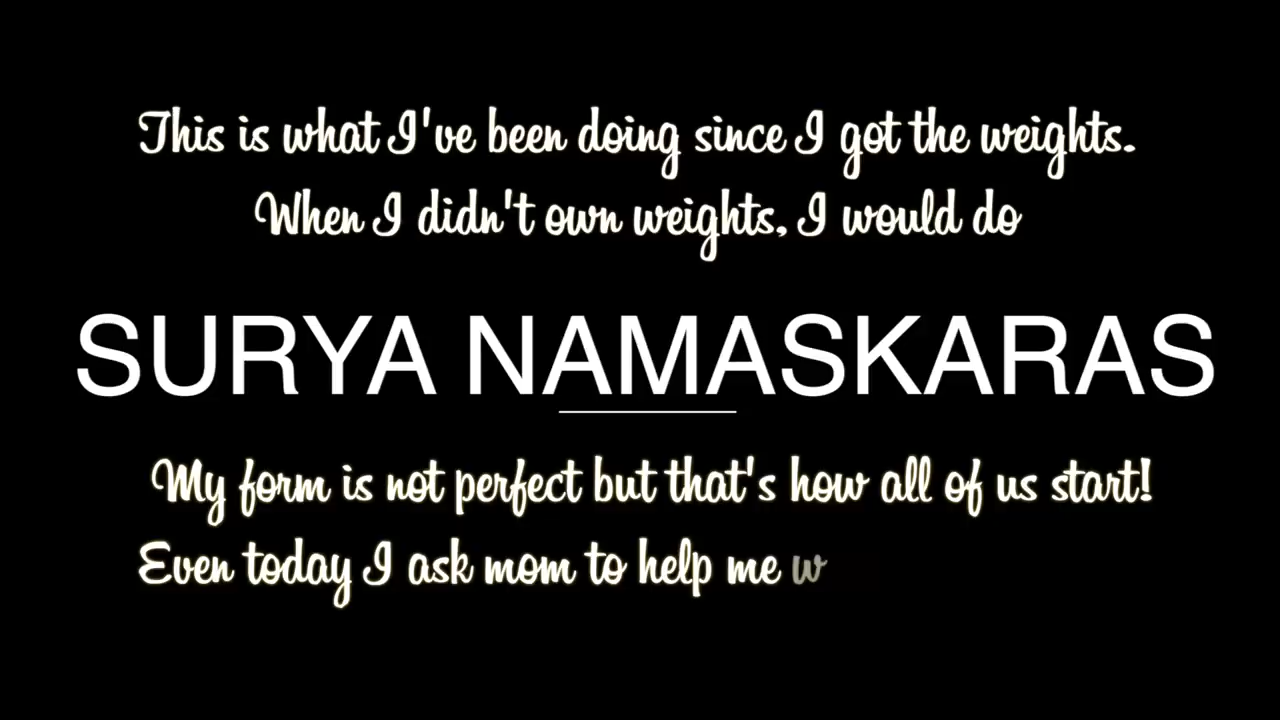 This is what I've been doing since I got the weights.
When I didn't own weights, I would do
SURYA NAMASKARAS
My form is not perfect but that's how all of us start!
Even today I ask mom to help me w